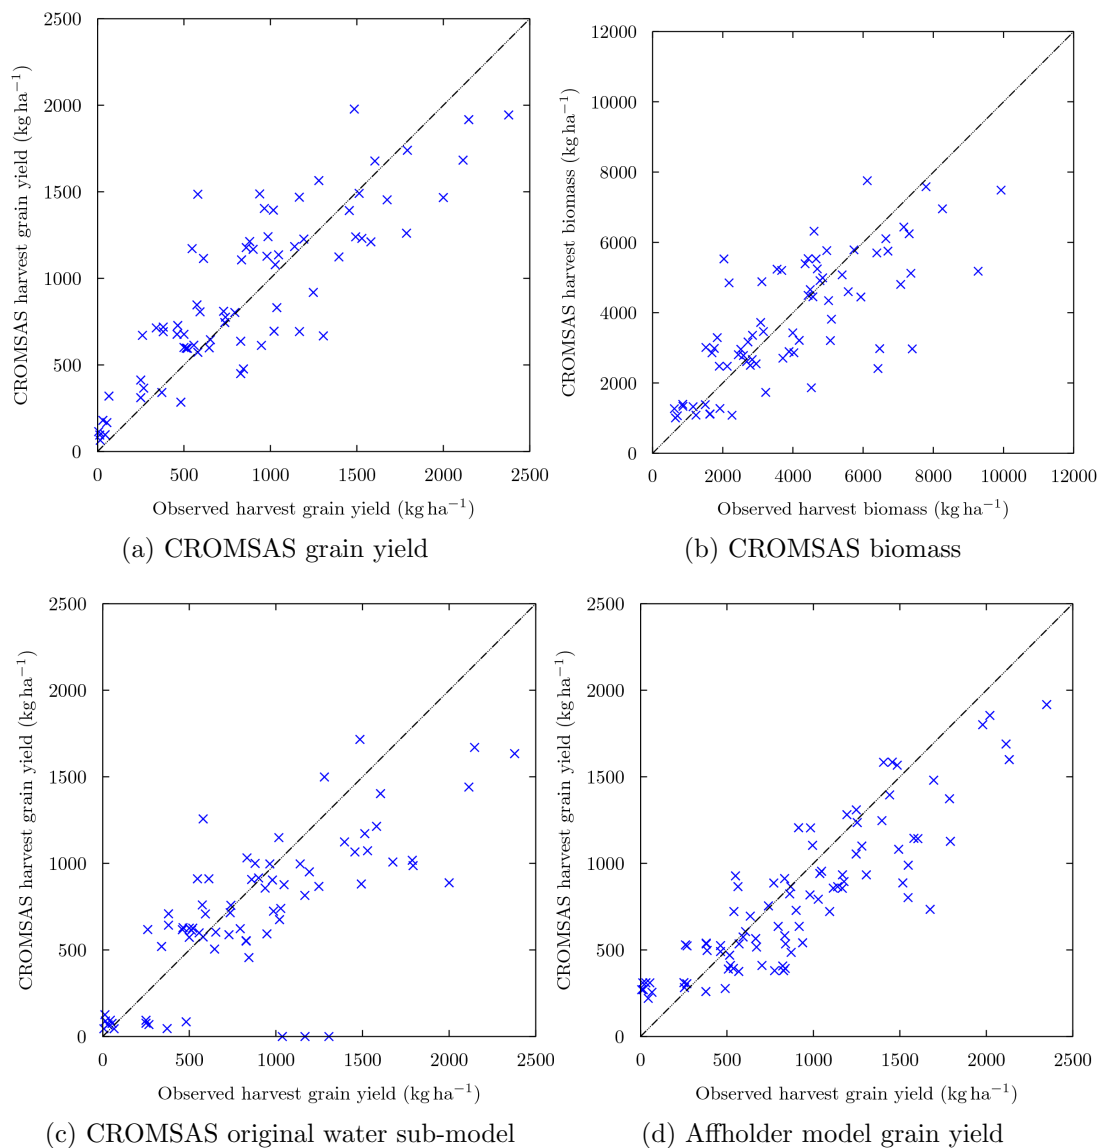 CROMSAS harvest grain yield (kg ha⁻¹)
2500
2000
1500
1000
500
0
0 500 1000 1500 2000 2500
Observed harvest grain yield (kg ha⁻¹)
(a) CROMSAS grain yield
CROMSAS harvest biomass (kg ha⁻¹)
12000
10000
8000
6000
4000
2000
0
0 2000 4000 6000 8000 10000 12000
Observed harvest biomass (kg ha⁻¹)
(b) CROMSAS biomass
CROMSAS harvest grain yield (kg ha⁻¹)
2500
2000
1500
1000
500
0
0 500 1000 1500 2000 2500
Observed harvest grain yield (kg ha⁻¹)
(c) CROMSAS original water sub-model
CROMSAS harvest grain yield (kg ha⁻¹)
2500
2000
1500
1000
500
0
0 500 1000 1500 2000 2500
Observed harvest grain yield (kg ha⁻¹)
(d) Affholder model grain yield